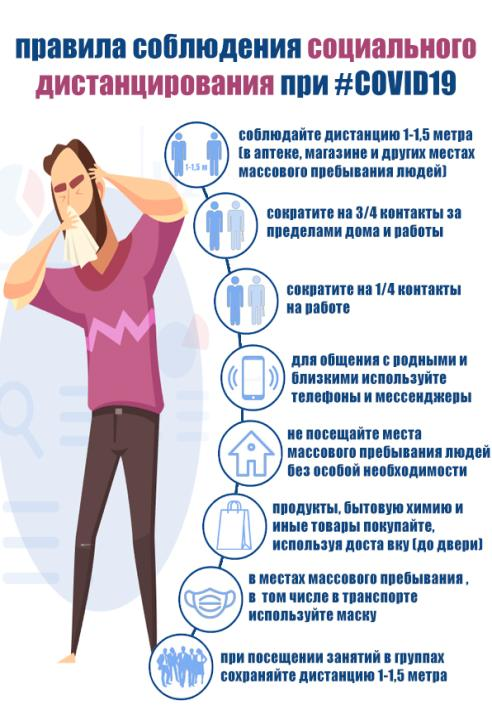 правила соблюдения социального
дистанцирования при #COVID19
1-1,5 м
соблюдайте дистанцию 1-1,5 метра
(в аптеке, магазине и других местах
массового пребывания людей)
сократите на 3/4 контакты за
пределами дома и работы
сократите на 1/4 контакты
на работе
для общения с родными и
близкими используйте
телефоны и мессенджеры
не посещайте места
массового пребывания людей
без особой необходимости
продукты, бытовую химию и
иные товары покупайте,
используя доста вку (до двери)
в местах массового пребывания ,
в  том числе в транспорте
используйте маску
при посещении занятий в группах
сохраняйте дистанцию 1-1,5 метра